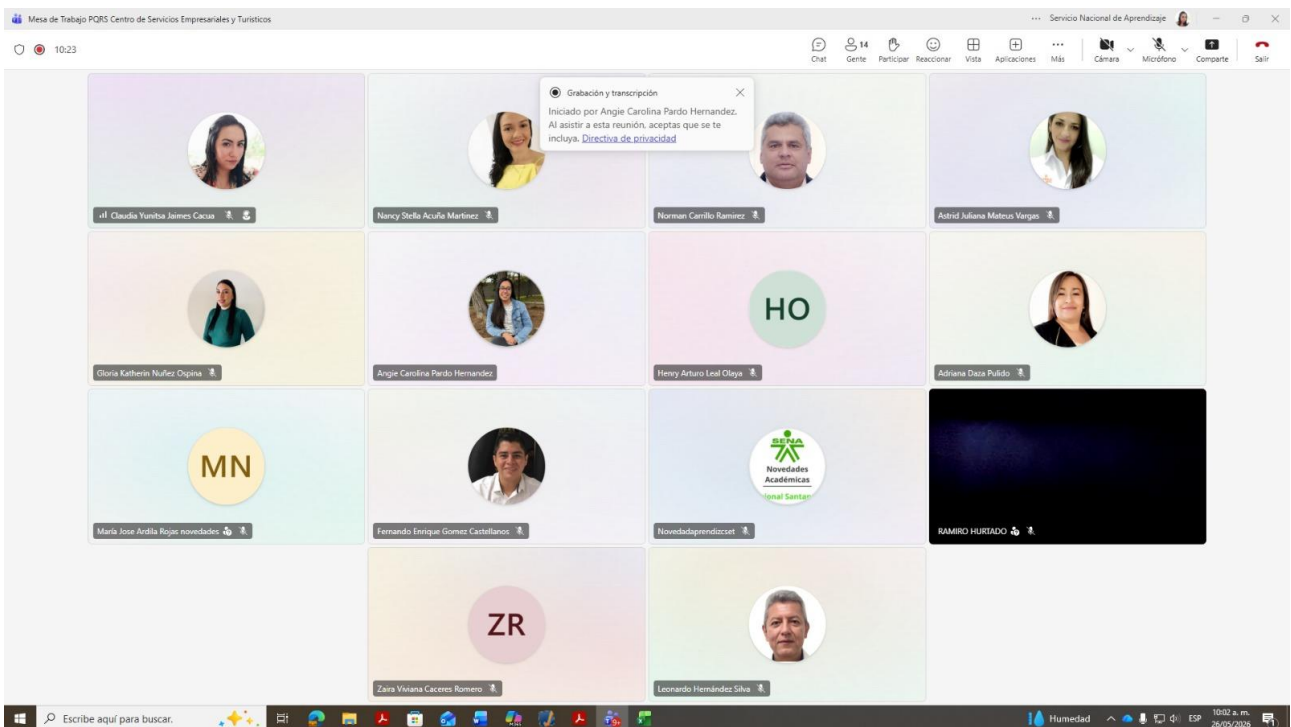 Mesa de Trabajo PQRS Centro de Servicios Empresariales y Turísticos
Servicio Nacional de Aprendizaje
10:23
Chat
14
Gente
Participar
Reaccionar
Vista
Aplicaciones
Más
Cámara
Micrófono
Comparte
Salir
Grabación y transcripción
Iniciado por Angie Carolina Pardo Hernandez.
Al asistir a esta reunión, aceptas que se te
incluya. Directiva de privacidad
Claudia Yunitsa Jaimes Cacua
Nancy Stella Acuña Martinez
Norman Carrillo Ramirez
Astrid Juliana Mateus Vargas
HO
Gloria Katherin Nuñez Ospina
Angie Carolina Pardo Hernandez
Henry Arturo Leal Olaya
Adriana Daza Pulido
MN
SENA
Novedades
Académicas
ional Santan
María Jose Ardila Rojas novedades
Fernando Enrique Gomez Castellanos
Novedadaprendizcset
RAMIRO HURTADO
ZR
Zaira Viviana Caceres Romero
Leonardo Hernández Silva
Escribe aquí para buscar.
Humedad
ESP
10:02 a. m.
26/05/2026